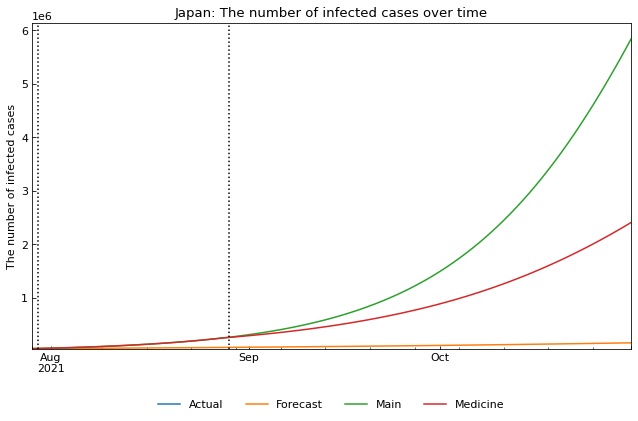 Japan: The number of infected cases over time
1e6
6
5
4
3
2
1
The number of infected cases
Aug
2021
Sep
Oct
Actual
Forecast
Main
Medicine